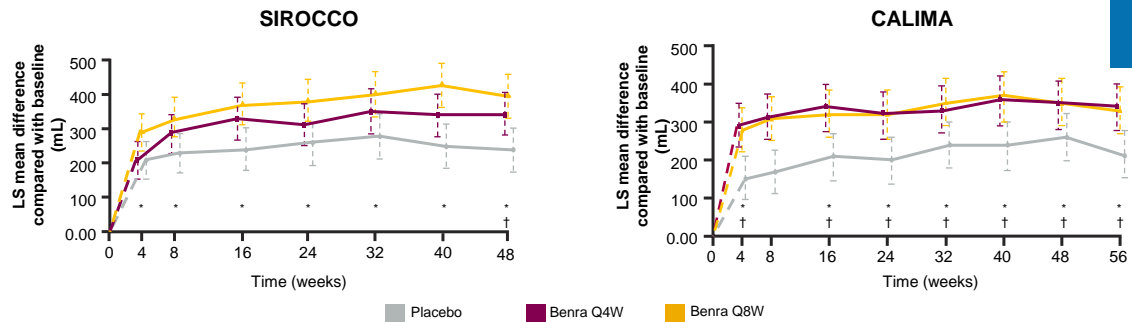 SIROCCO
LS mean difference
compared with baseline
(mL)
500
400
300
200
100
0.00
* * * * * * *
†
0 4 8 16 24 32 40 48
Time (weeks)
CALIMA
LS mean difference
compared with baseline
(mL)
500
400
300
200
100
0.00
* * * * * * *
† † † † † † †
0 4 8 16 24 32 40 48 56
Time (weeks)
Placebo
Benra Q4W
Benra Q8W